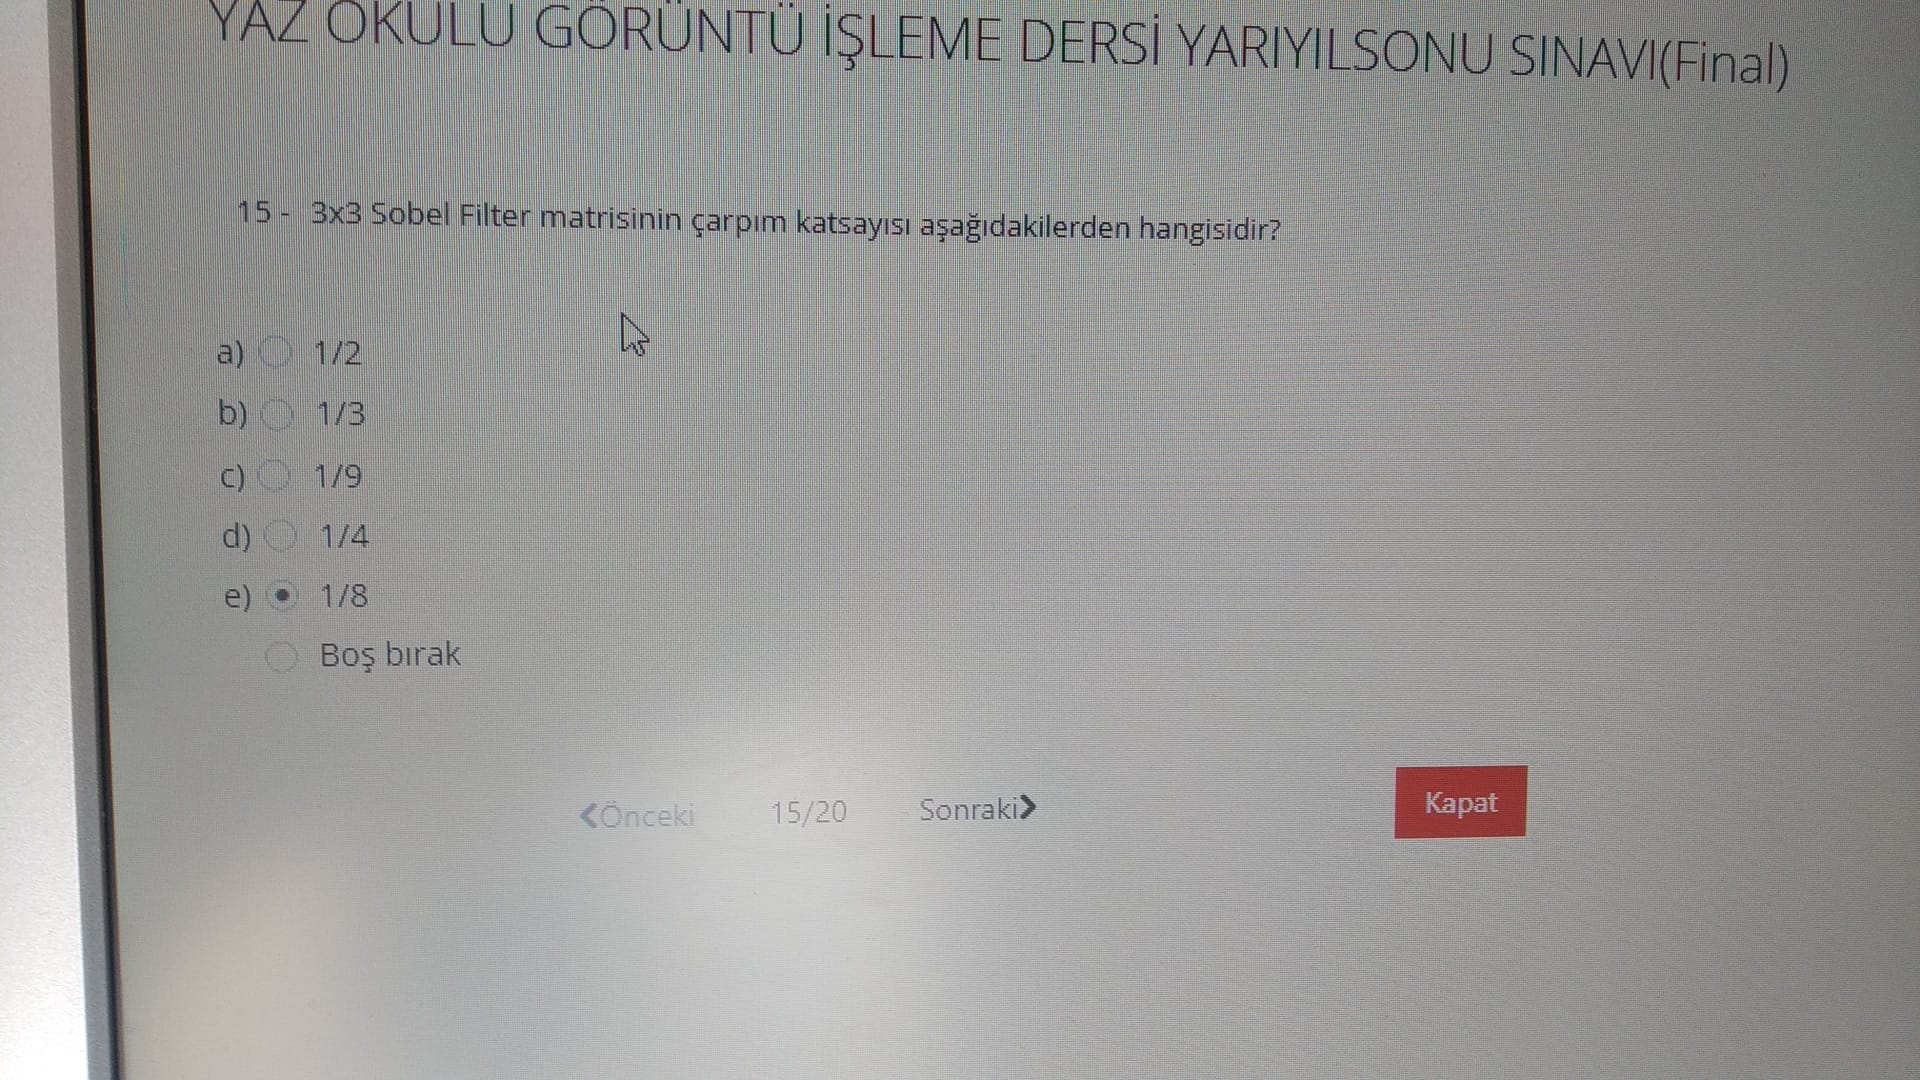 YAZ OKULU GÖRÜNTÜ İŞLEME DERSİ YARIYILSONU SINAVI(Final)
15 - 3x3 Sobel Filter matrisinin çarpım katsayısı aşağıdakilerden hangisidir?
a) 1/2
b) 1/3
c) 1/9
d) 1/4
e) 1/8
Boş bırak
Önceki 15/20 Sonraki Kapat